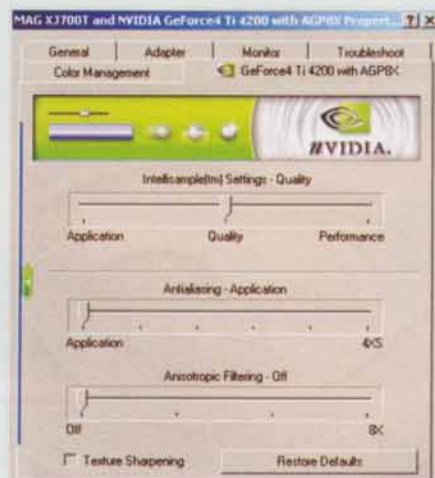 MAG XJ700T and NVIDIA GeForce4 Ti 4200 with AGP8X Propert... ? X
General Adapter Monitor Troubleshoot
Color Management GeForce4 Ti 4200 with AGP8X
NVIDIA.
Intellisample(tm) Settings - Quality
Application Quality Performance
Antialiasing - Application
Application 4XS
Anisotropic Filtering - Off
Off 8X
Texture Sharpening Restore Defaults